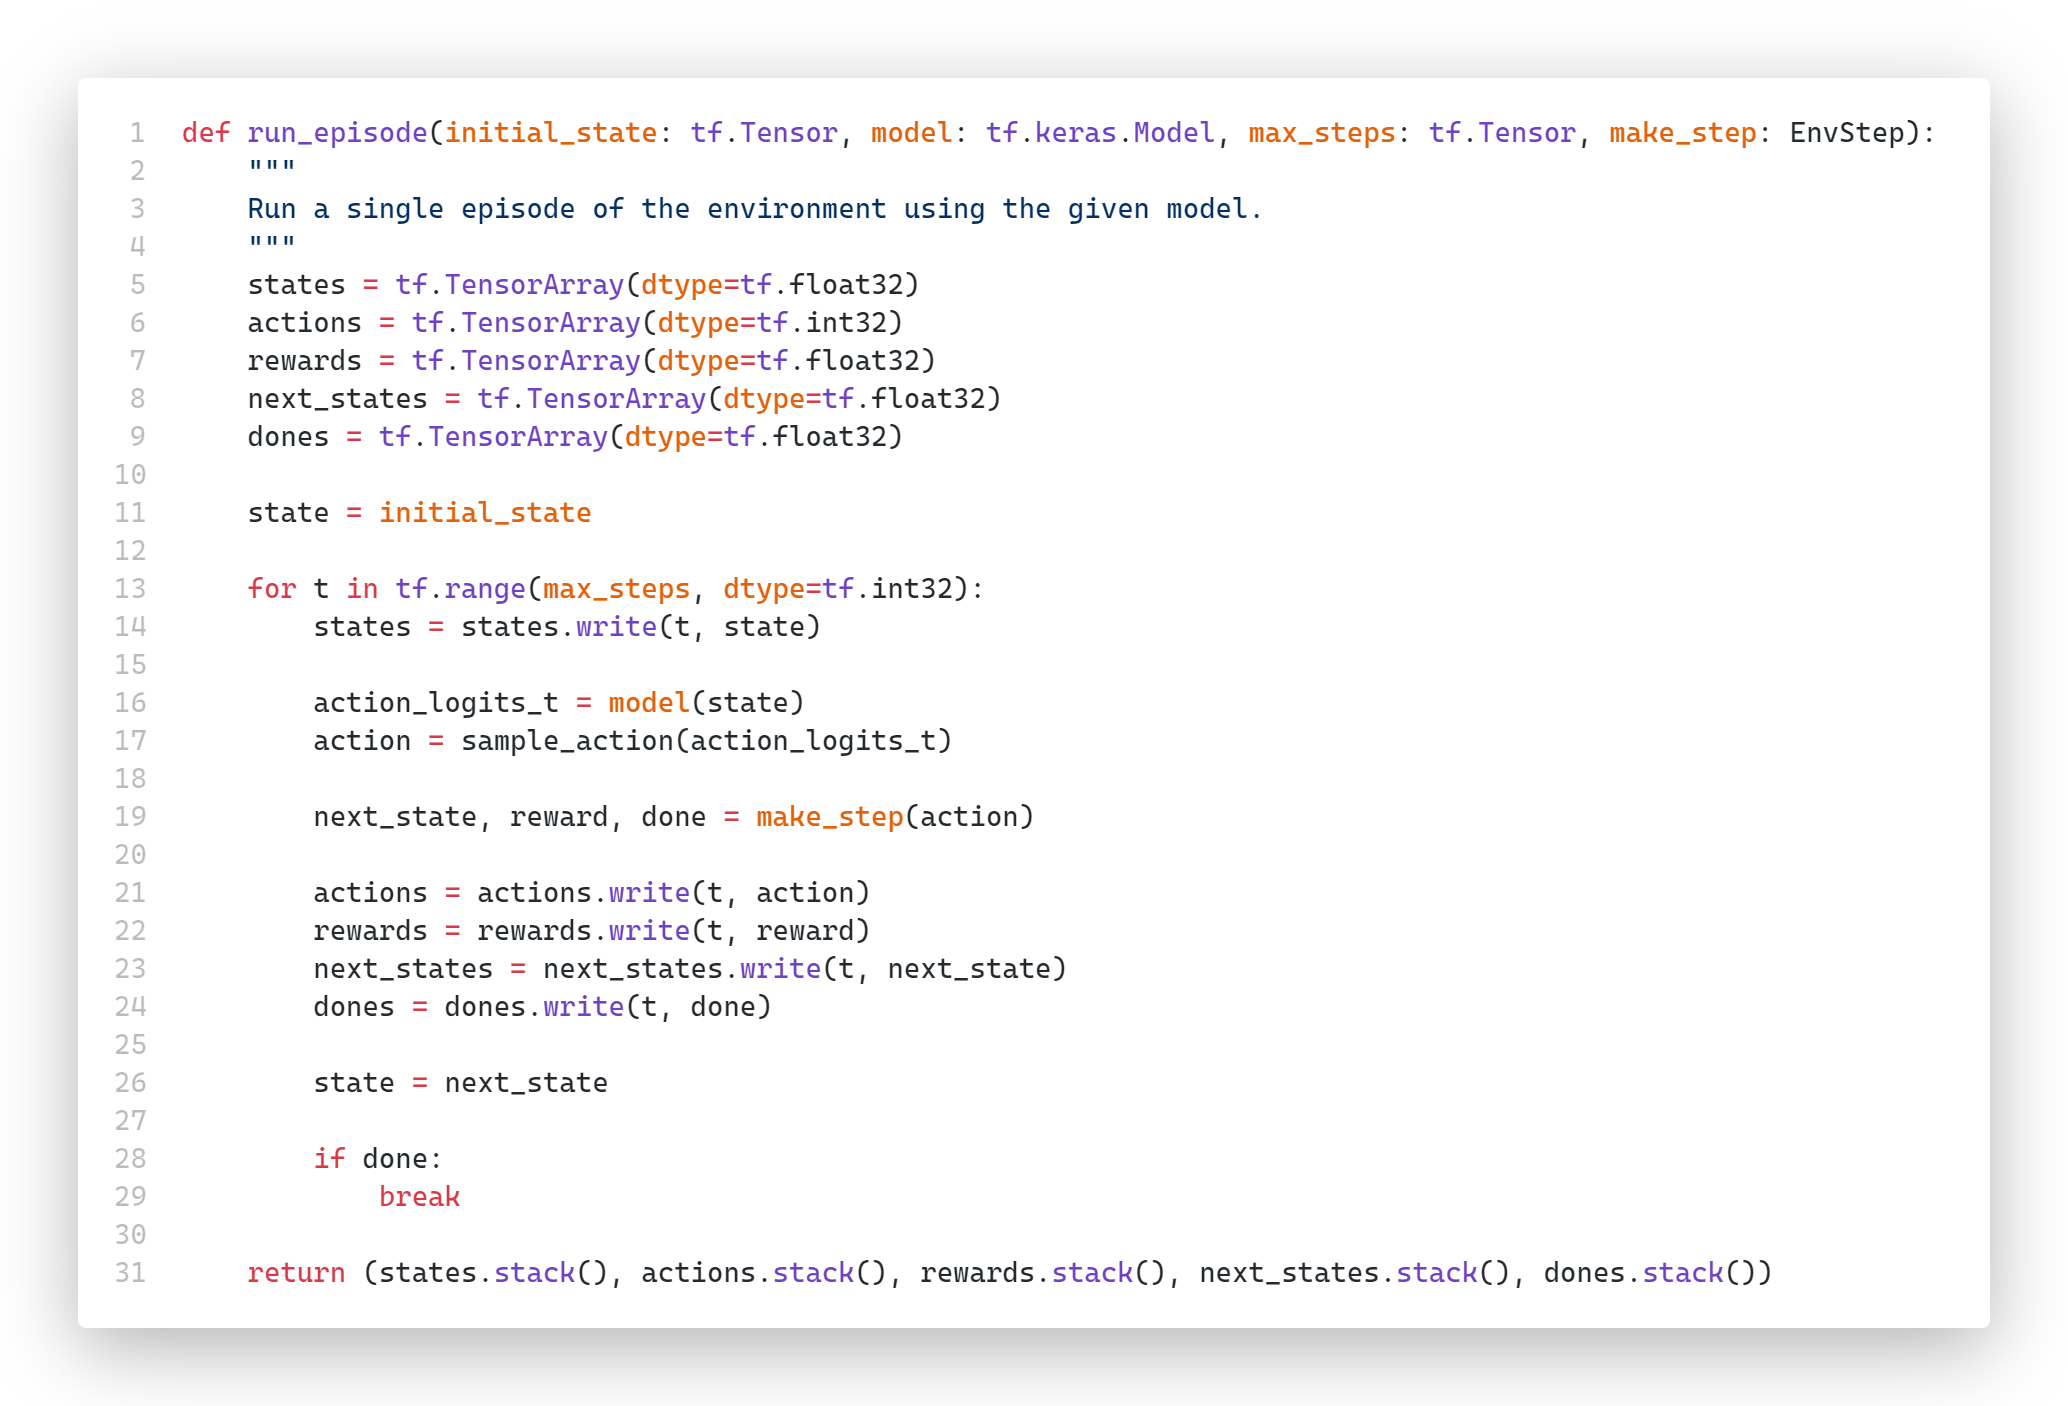 1 def run_episode(initial_state: tf.Tensor, model: tf.keras.Model, max_steps: tf.Tensor, make_step: EnvStep):
2     """
3     Run a single episode of the environment using the given model.
4     """
5     states = tf.TensorArray(dtype=tf.float32)
6     actions = tf.TensorArray(dtype=tf.int32)
7     rewards = tf.TensorArray(dtype=tf.float32)
8     next_states = tf.TensorArray(dtype=tf.float32)
9     dones = tf.TensorArray(dtype=tf.float32)
10
11     state = initial_state
12
13     for t in tf.range(max_steps, dtype=tf.int32):
14         states = states.write(t, state)
15
16         action_logits_t = model(state)
17         action = sample_action(action_logits_t)
18
19         next_state, reward, done = make_step(action)
20
21         actions = actions.write(t, action)
22         rewards = rewards.write(t, reward)
23         next_states = next_states.write(t, next_state)
24         dones = dones.write(t, done)
25
26         state = next_state
27
28         if done:
29             break
30
31     return (states.stack(), actions.stack(), rewards.stack(), next_states.stack(), dones.stack())